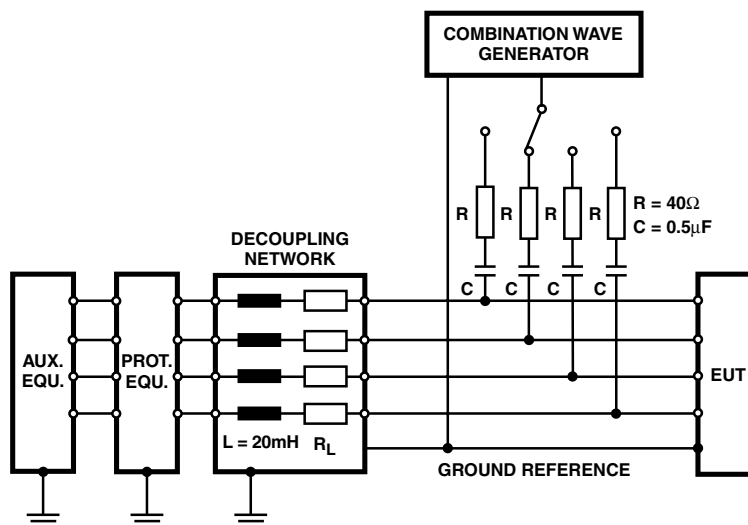 COMBINATION WAVE
GENERATOR
R
R
R
R
R = 40Ω
C = 0.5μF
DECOUPLING
NETWORK
C
C
C
C
AUX.
EQU.
PROT.
EQU.
EUT
L = 20mH
R_L
GROUND REFERENCE